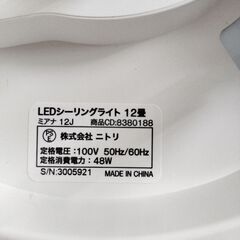 LEDシーリングライト 12畳
ミアナ 12J 商品CD:8380188
株式会社 ニトリ
定格電圧:100V 50Hz/60Hz
定格消費電力:48W
S/N:3005921 MADE IN CHINA